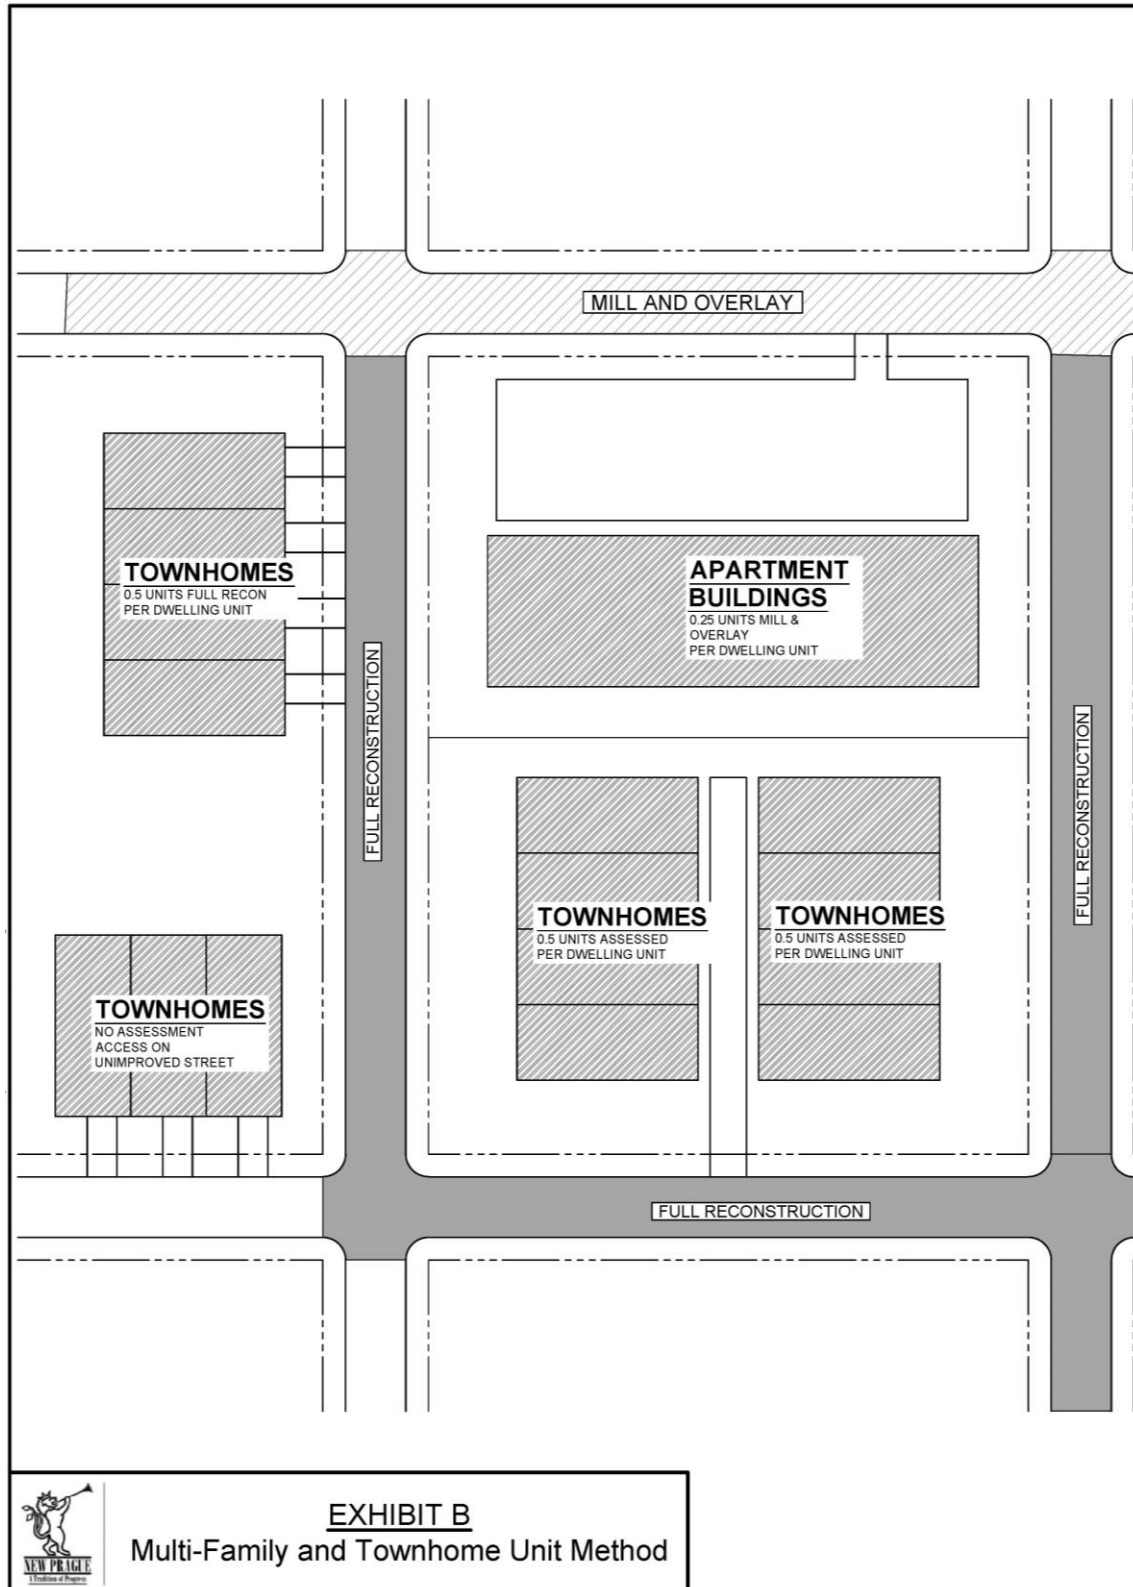 MILL AND OVERLAY
TOWNHOMES
0.5 UNITS FULL RECON
PER DWELLING UNIT
APARTMENT
BUILDINGS
0.25 UNITS MILL &
OVERLAY
PER DWELLING UNIT
FULL RECONSTRUCTION
FULL RECONSTRUCTION
TOWNHOMES
0.5 UNITS ASSESSED
PER DWELLING UNIT
TOWNHOMES
0.5 UNITS ASSESSED
PER DWELLING UNIT
TOWNHOMES
NO ASSESSMENT
ACCESS ON
UNIMPROVED STREET
FULL RECONSTRUCTION
NEW PRAGUE
A Tradition of Progress
EXHIBIT B
Multi-Family and Townhome Unit Method